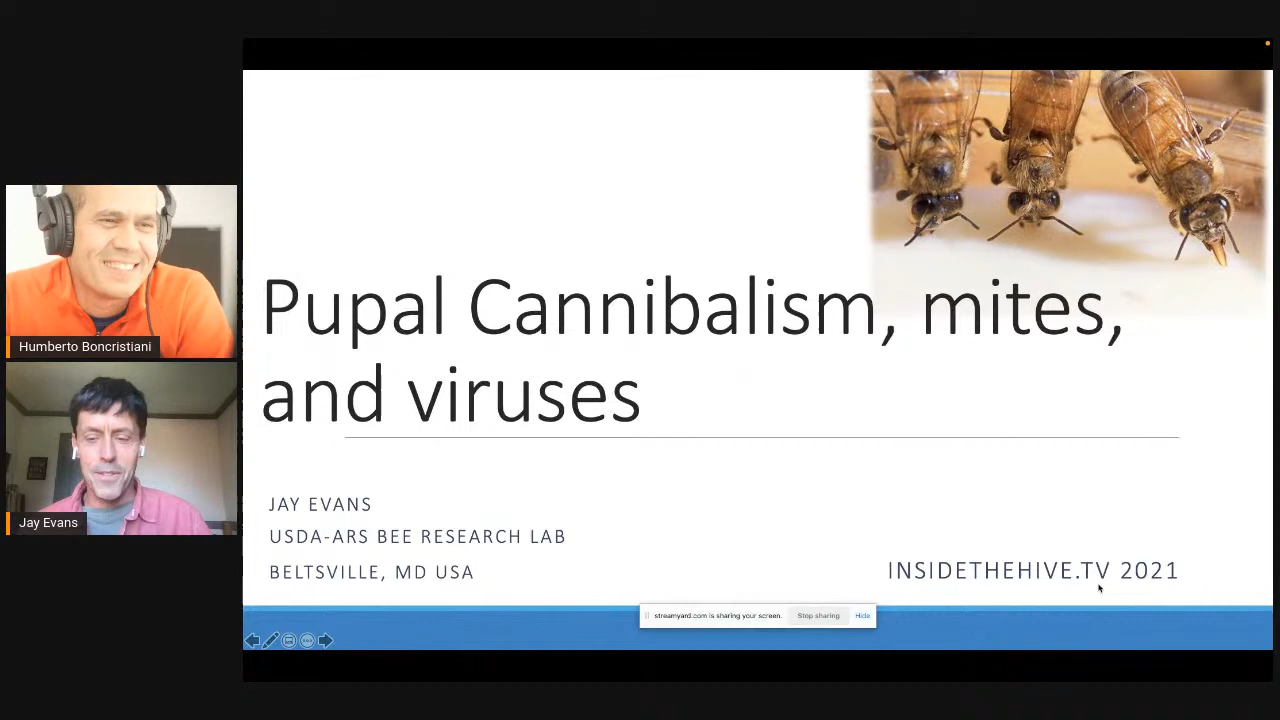 Humberto Boncristiani
Jay Evans
Pupal Cannibalism, mites,
and viruses
JAY EVANS
USDA-ARS BEE RESEARCH LAB
BELTSVILLE, MD USA
INSIDETHEHIVE.TV 2021
streamyard.com is sharing your screen. Stop sharing Hide